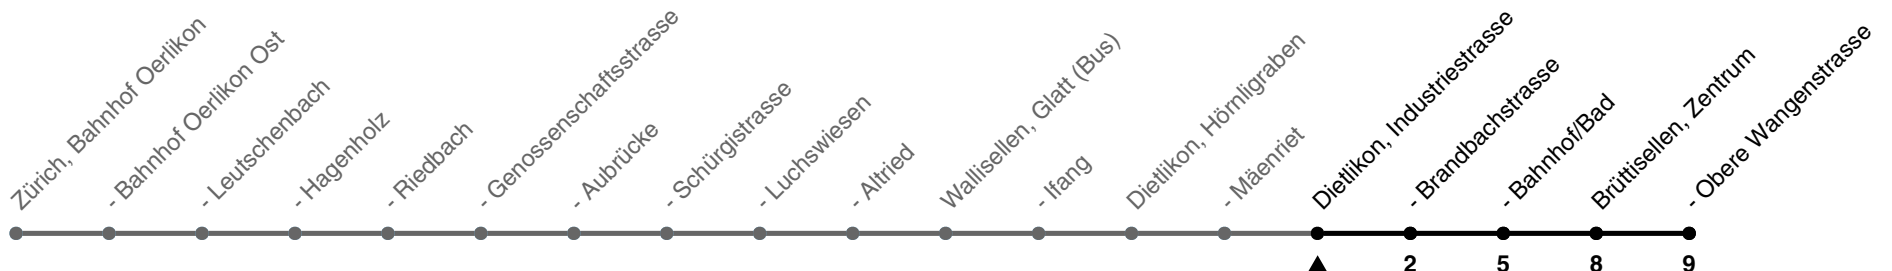 Zürich, Bahnhof Oerlikon
- Bahnhof Oerlikon Ost
- Leutschenbach
- Hagenholz
- Riedbach
- Genossenschaftsstrasse
- Aubrücke
- Schürgistrasse
- Luchswiesen
- Altried
Wallisellen, Glatt (Bus)
- Ifang
Dietlikon, Hörnligraben
- Mäenriet
Dietlikon, Industriestrasse
- Brandbachstrasse
- Bahnhof/Bad
Brüttisellen, Zentrum
- Obere Wangenstrasse
2 5 8 9